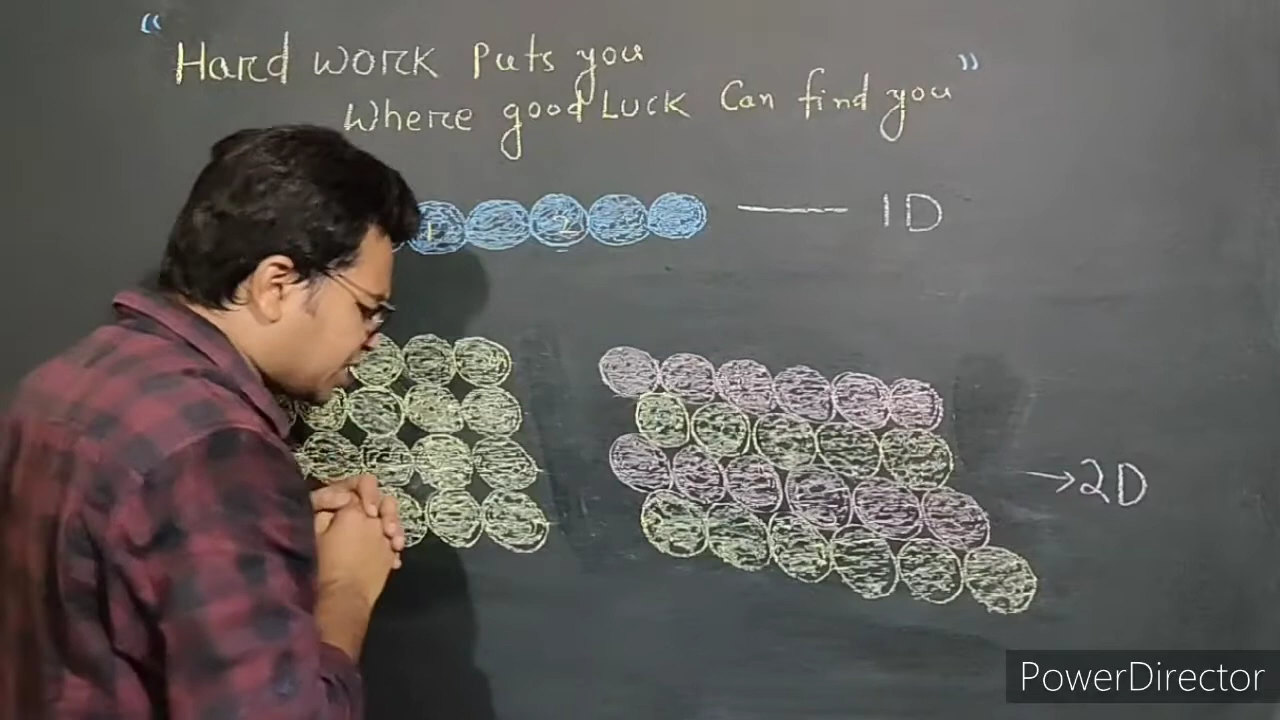 “Hard work puts you
Where good Luck Can find you”
1 2
1D
2D
PowerDirector